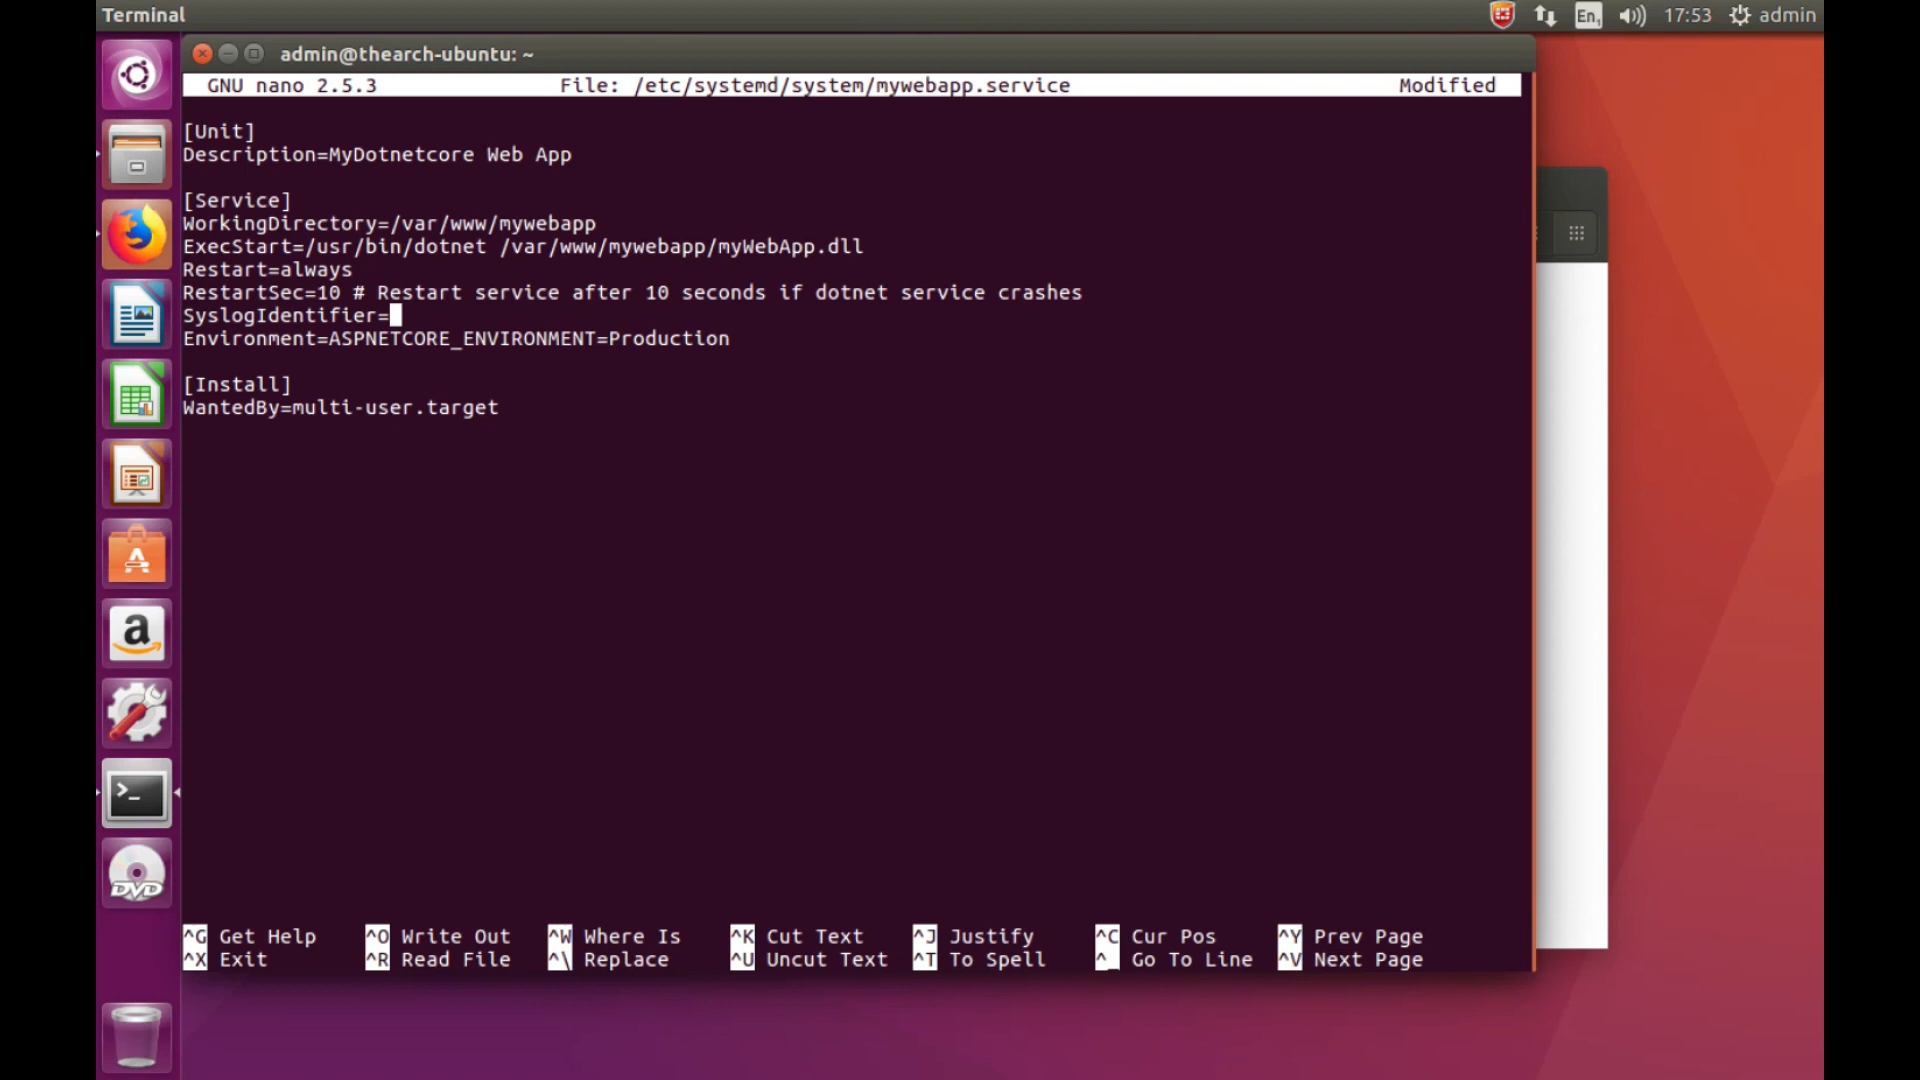 Terminal
En1
17:53
admin
admin@thearch-ubuntu: ~
GNU nano 2.5.3 File: /etc/systemd/system/mywebapp.service Modified
[Unit]
Description=MyDotnetcore Web App
[Service]
WorkingDirectory=/var/www/mywebapp
ExecStart=/usr/bin/dotnet /var/www/mywebapp/myWebApp.dll
Restart=always
RestartSec=10 # Restart service after 10 seconds if dotnet service crashes
SyslogIdentifier=
Environment=ASPNETCORE_ENVIRONMENT=Production
[Install]
WantedBy=multi-user.target
^G Get Help ^O Write Out ^W Where Is ^K Cut Text ^J Justify ^C Cur Pos ^Y Prev Page
^X Exit ^R Read File ^\ Replace ^U Uncut Text ^T To Spell ^_ Go To Line ^V Next Page
A
a
>_
DVD